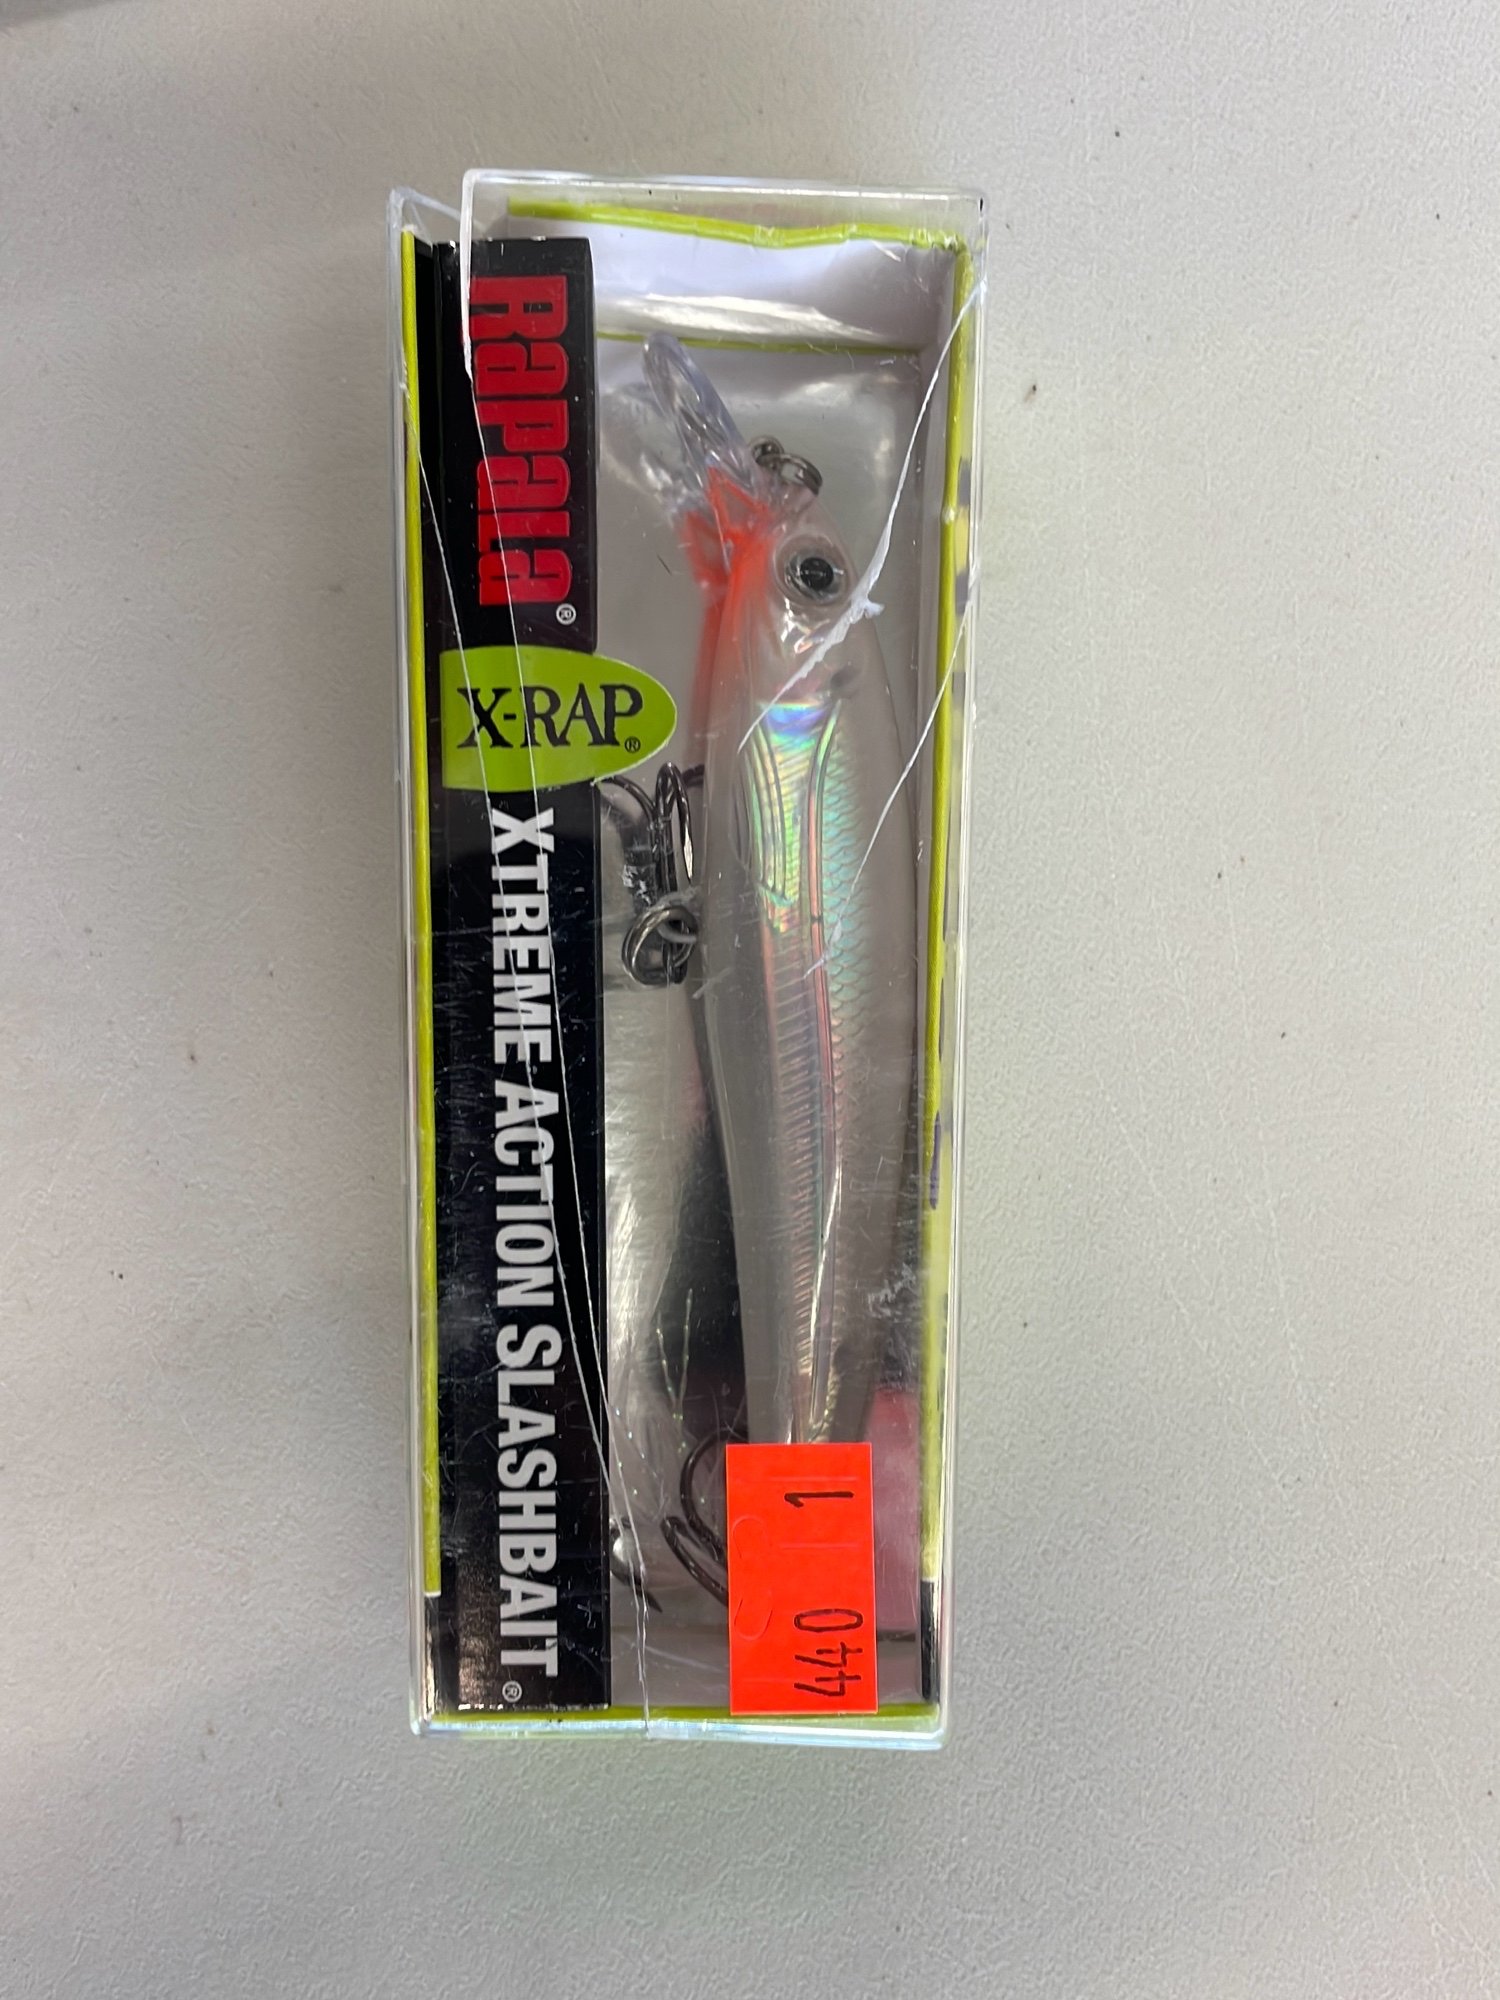 RAPALA®
X-RAP®
XTREME ACTION SLASHBAIT®
440 1